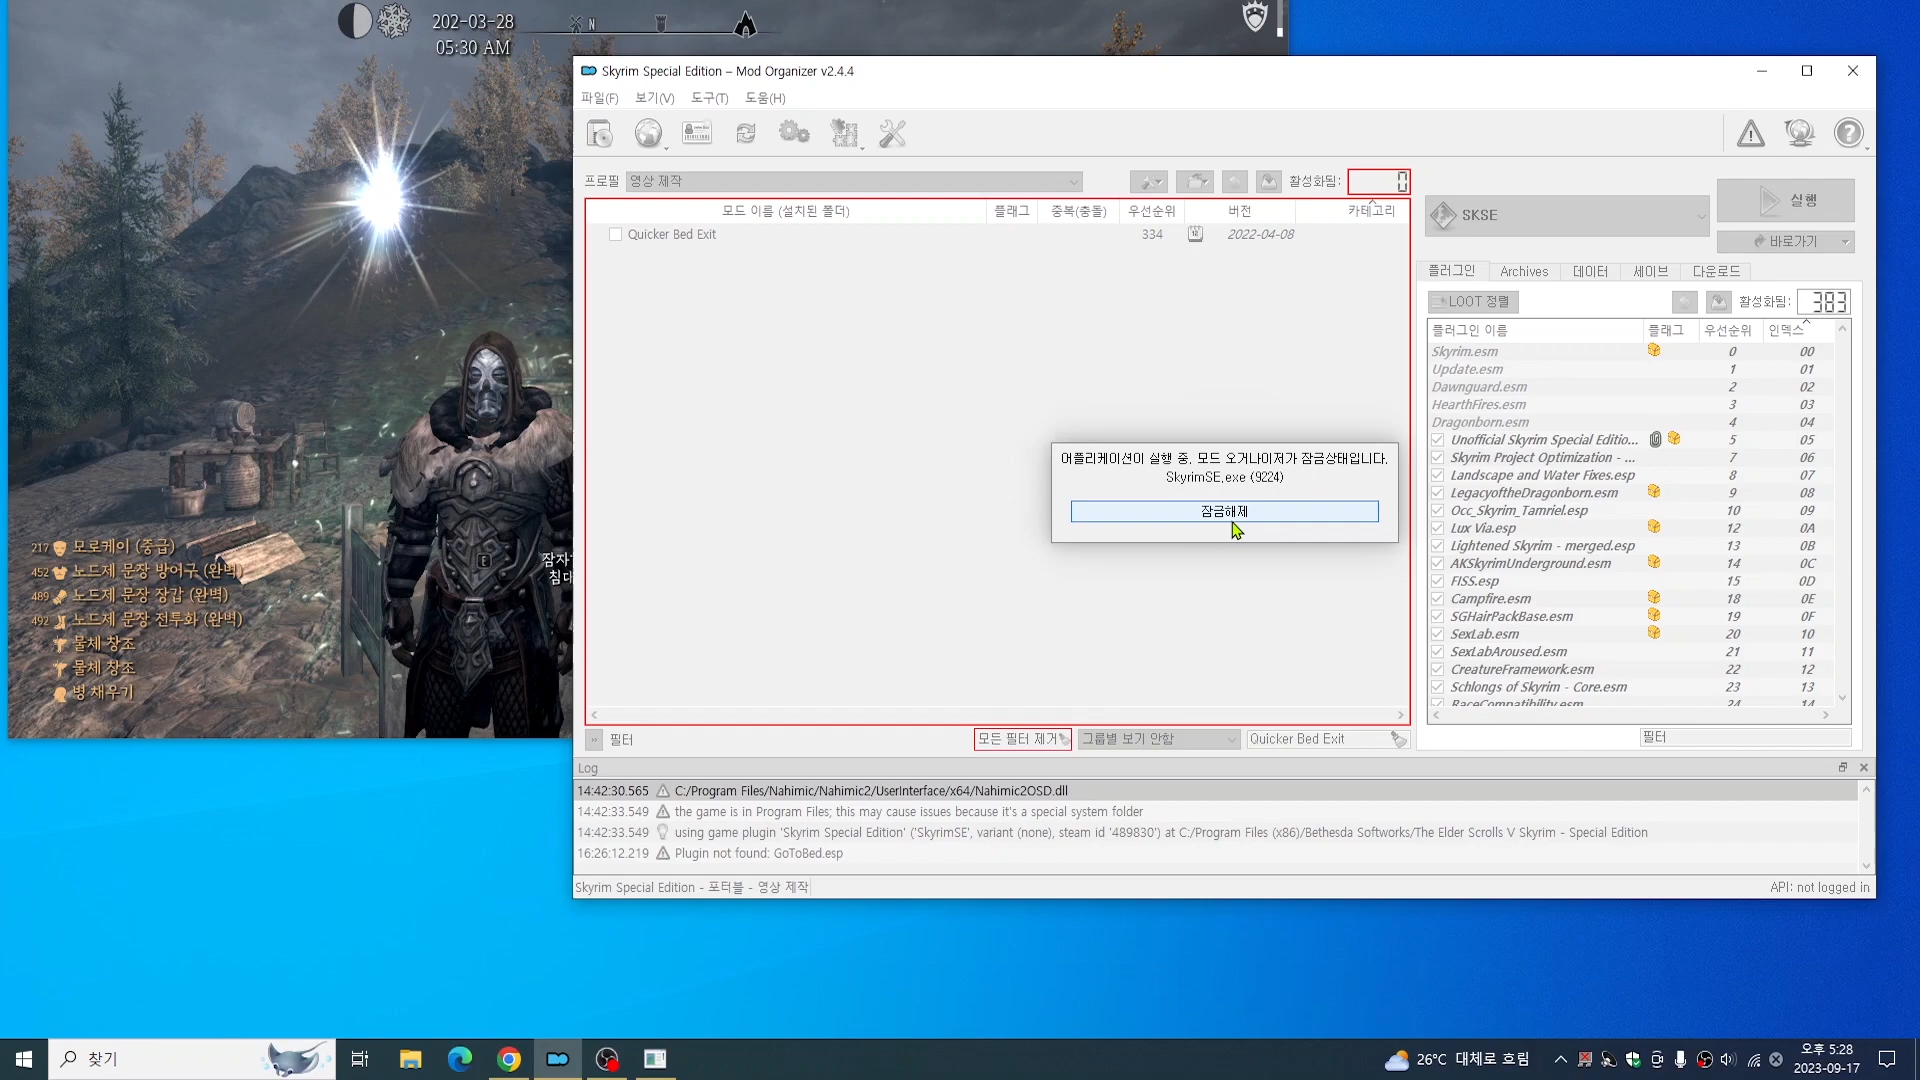 202-03-28
05:30 AM
N
217 모로케이 (중급)
452 노드제 문장 방어구 (완벽)
489 노드제 문장 장갑 (완벽)
492 노드제 문장 전투화 (완벽)
물체 창조
물체 창조
병 채우기
E
침대
Skyrim Special Edition – Mod Organizer v2.4.4
파일(F) 보기(V) 도구(T) 도움(H)
프로필 영상 제작 활성화됨: 0
모드 이름 (설치된 폴더) 플래그 중복(충돌) 우선순위 버전 카테고리
Quicker Bed Exit 334 2022-04-08
어플리케이션이 실행 중, 모드 오거나이저가 잠금상태입니다.
SkyrimSE.exe (9224)
잠금해제
» 필터 모든 필터 제거 그룹별 보기 안함 Quicker Bed Exit
SKSE
실행
바로가기
플러그인 Archives 데이터 세이브 다운로드
LOOT 정렬 활성화됨: 383
플러그인 이름 플래그 우선순위 인덱스
Skyrim.esm 0 00
Update.esm 1 01
Dawnguard.esm 2 02
HearthFires.esm 3 03
Dragonborn.esm 4 04
Unofficial Skyrim Special Editio... 5 05
Skyrim Project Optimization - ... 7 06
Landscape and Water Fixes.esp 8 07
LegacyoftheDragonborn.esm 9 08
Occ_Skyrim_Tamriel.esp 10 09
Lux Via.esp 12 0A
Lightened Skyrim - merged.esp 13 0B
AKSkyrimUnderground.esm 14 0C
FISS.esp 15 0D
Campfire.esm 18 0E
SGHairPackBase.esm 19 0F
SexLab.esm 20 10
SexLabAroused.esm 21 11
CreatureFramework.esm 22 12
Schlongs of Skyrim - Core.esm 23 13
RaceCompatibility.esm 24 14
필터
Log
14:42:30.565 C:/Program Files/Nahimic/Nahimic2/UserInterface/x64/Nahimic2OSD.dll
14:42:33.549 the game is in Program Files; this may cause issues because it's a special system folder
14:42:33.549 using game plugin 'Skyrim Special Edition' ('SkyrimSE', variant (none), steam id '489830') at C:/Program Files (x86)/Bethesda Softworks/The Elder Scrolls V Skyrim - Special Edition
16:26:12.219 Plugin not found: GoToBed.esp
Skyrim Special Edition - 포터블 - 영상 제작 API: not logged in
찾기
26°C 대체로 흐림
오후 5:28
2023-09-17